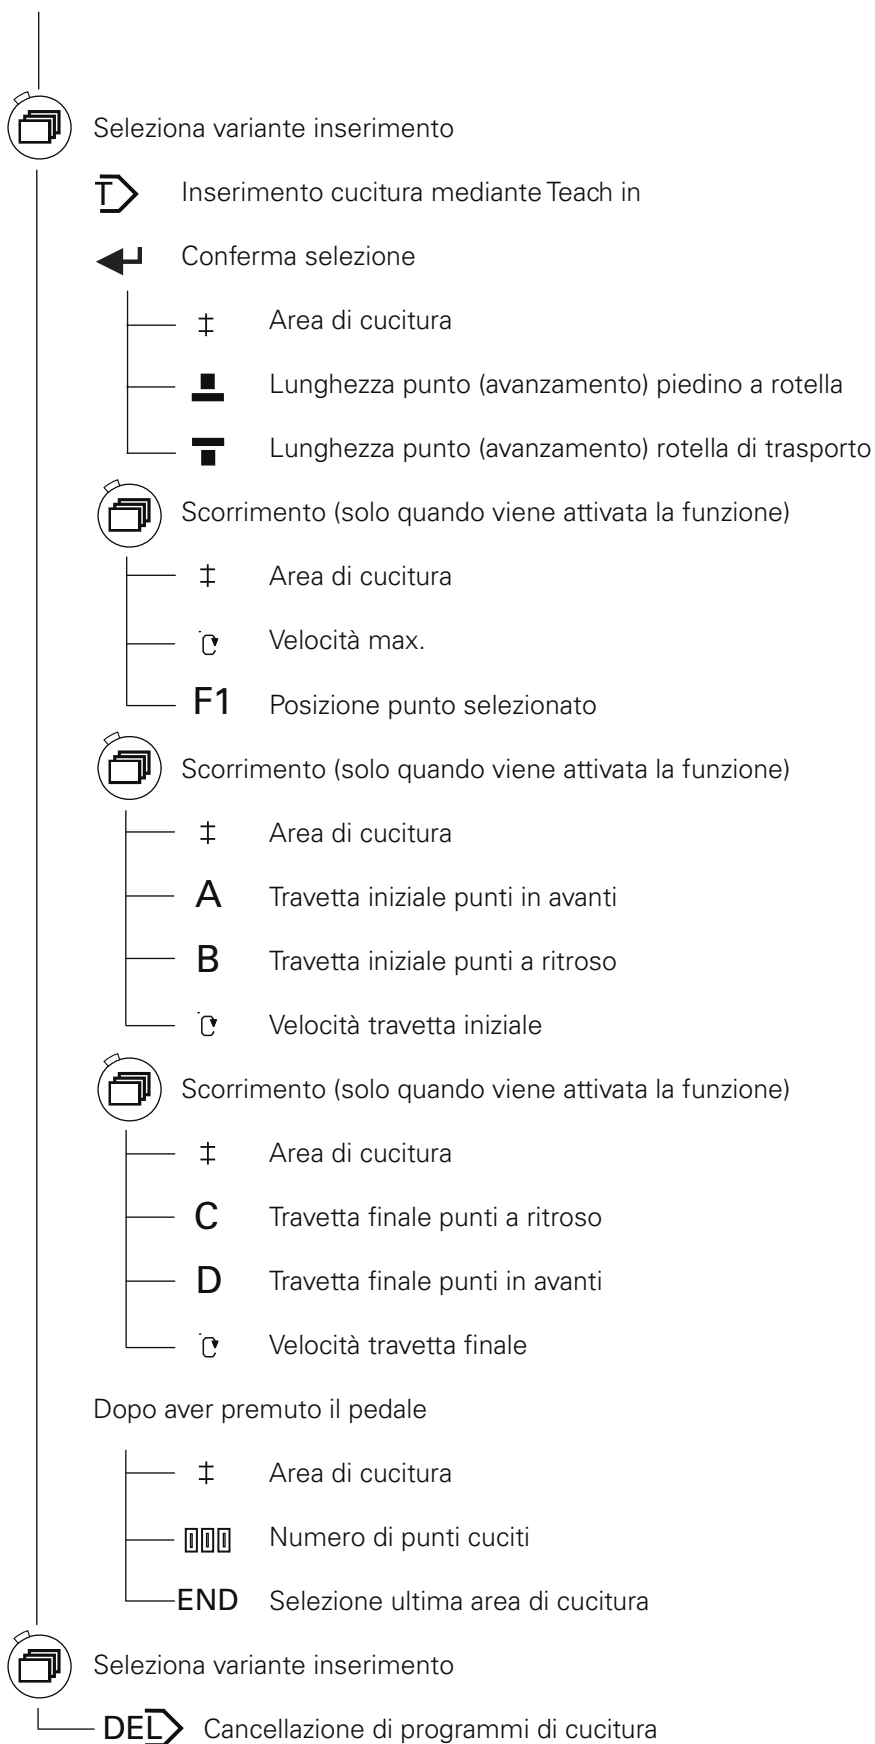 Seleziona variante inserimento
T Inserimento cucitura mediante Teach in
Conferma selezione
‡ Area di cucitura
Lunghezza punto (avanzamento) piedino a rotella
Lunghezza punto (avanzamento) rotella di trasporto
Scorrimento (solo quando viene attivata la funzione)
‡ Area di cucitura
Velocità max.
F1 Posizione punto selezionato
Scorrimento (solo quando viene attivata la funzione)
‡ Area di cucitura
A Travetta iniziale punti in avanti
B Travetta iniziale punti a ritroso
Velocità travetta iniziale
Scorrimento (solo quando viene attivata la funzione)
‡ Area di cucitura
C Travetta finale punti a ritroso
D Travetta finale punti in avanti
Velocità travetta finale
Dopo aver premuto il pedale
‡ Area di cucitura
Numero di punti cuciti
END Selezione ultima area di cucitura
Seleziona variante inserimento
DEL Cancellazione di programmi di cucitura